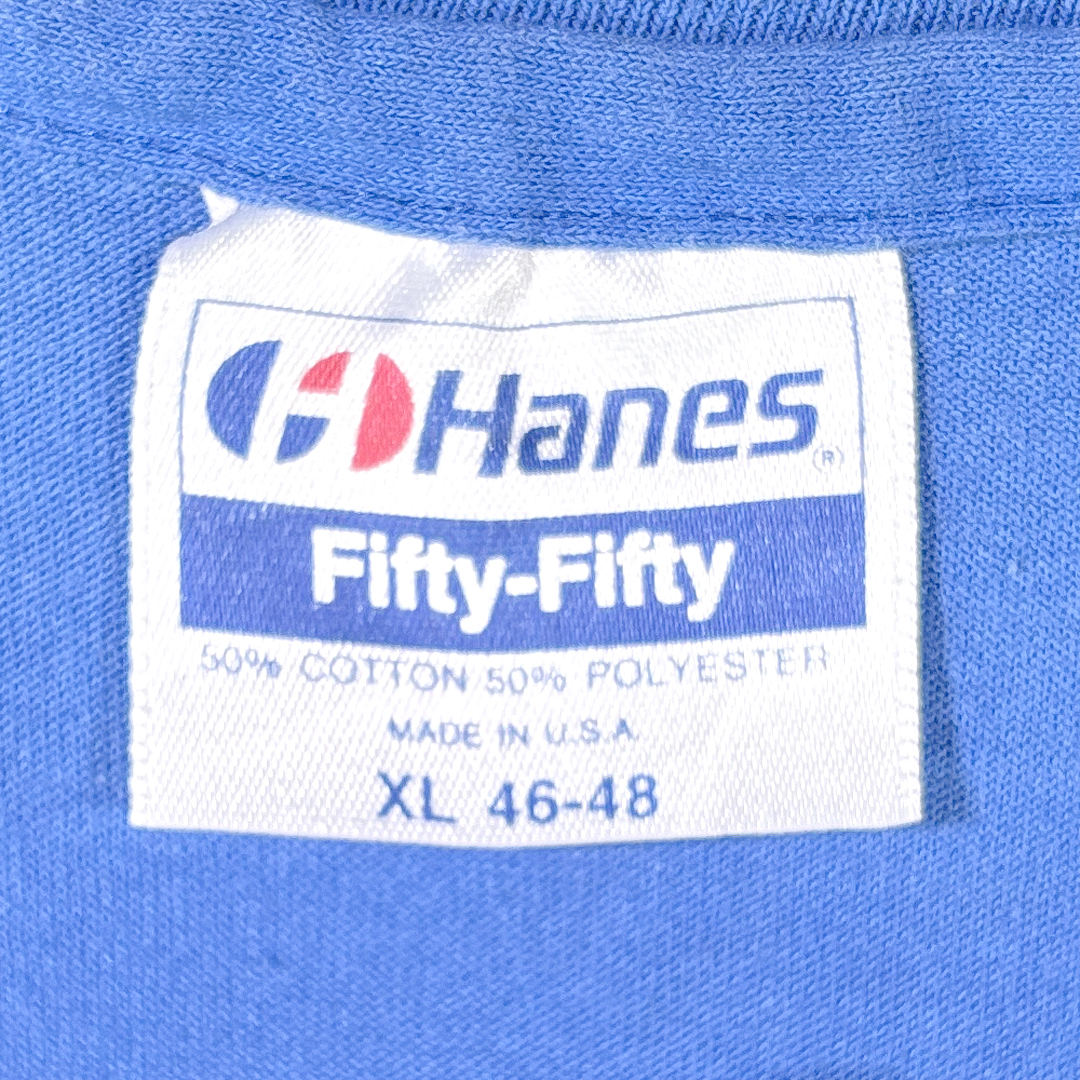 Hanes®
Fifty-Fifty
50% COTTON 50% POLYESTER
MADE IN U.S.A.
XL 46-48